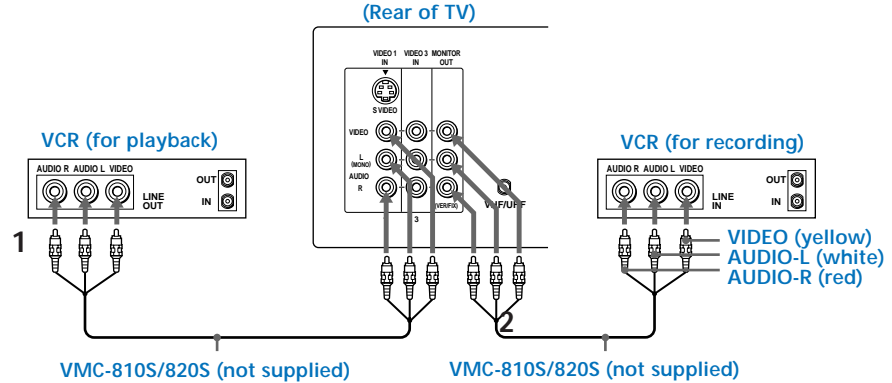 (Rear of TV)
VIDEO 1 IN
VIDEO 3 IN
MONITOR OUT
S VIDEO
VIDEO
L
(MONO)
AUDIO
R
(VER/FIX)
3
VHF/UHF
VCR (for playback)
AUDIO R AUDIO L VIDEO
LINE OUT
OUT
IN
1
VMC-810S/820S (not supplied)
VCR (for recording)
AUDIO R AUDIO L VIDEO
LINE IN
OUT
IN
VIDEO (yellow)
AUDIO-L (white)
AUDIO-R (red)
2
VMC-810S/820S (not supplied)